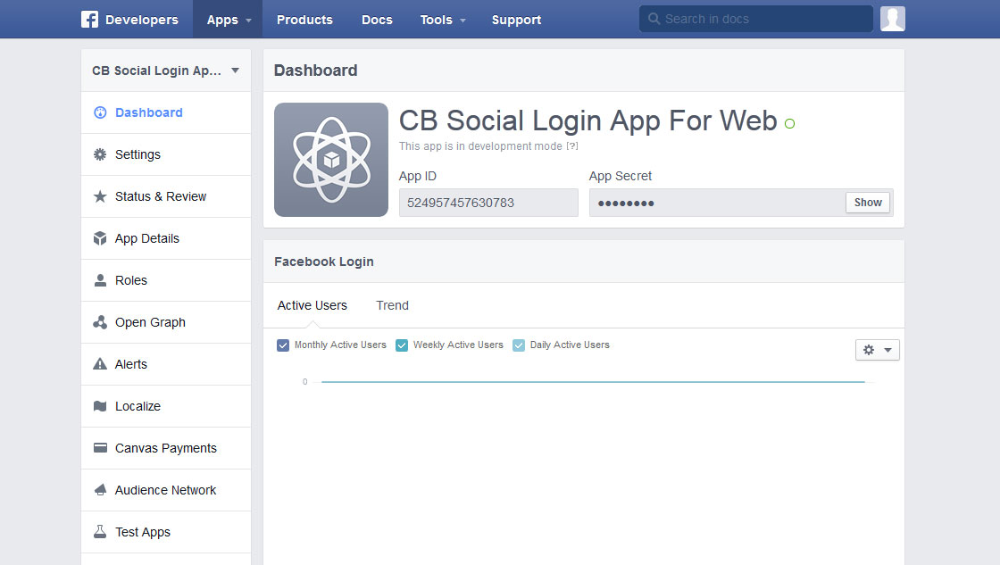 Developers Apps Products Docs Tools Support Search in docs
CB Social Login Ap...
Dashboard
Settings
Status & Review
App Details
Roles
Open Graph
Alerts
Localize
Canvas Payments
Audience Network
Test Apps
Dashboard
CB Social Login App For Web
This app is in development mode [?]
App ID App Secret
524957457630783 ●●●●●●●● Show
Facebook Login
Active Users Trend
Monthly Active Users Weekly Active Users Daily Active Users
0